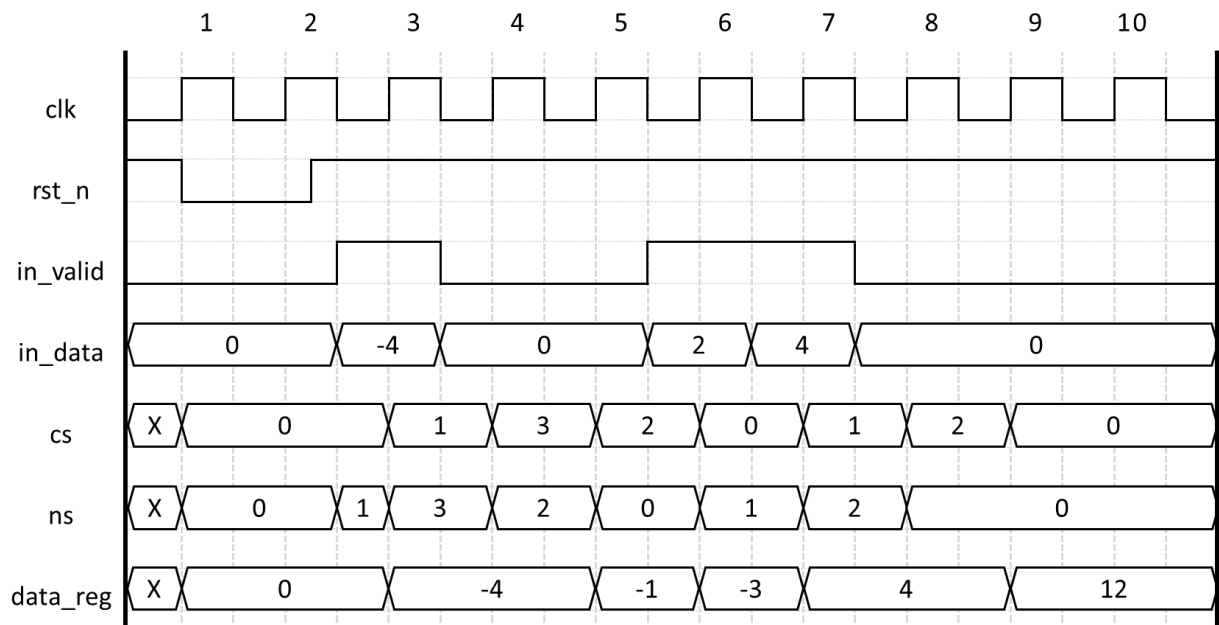 1 2 3 4 5 6 7 8 9 10
clk
rst_n
in_valid
in_data 0 -4 0 2 4 0
cs X 0 1 3 2 0 1 2 0
ns X 0 1 3 2 0 1 2 0
data_reg X 0 -4 -1 -3 4 12